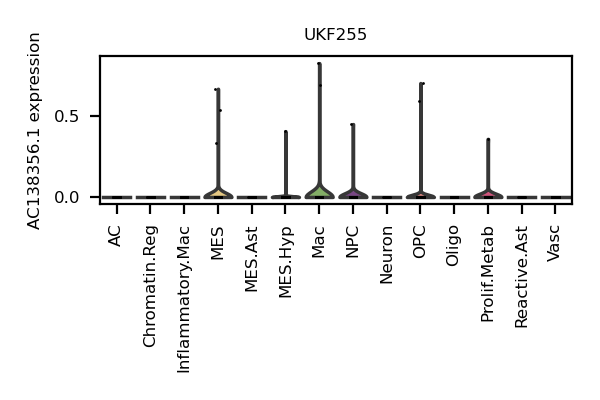 UKF255
AC138356.1 expression
0.5
0.0
AC
Chromatin.Reg
Inflammatory.Mac
MES
MES.Ast
MES.Hyp
Mac
NPC
Neuron
OPC
Oligo
Prolif.Metab
Reactive.Ast
Vasc